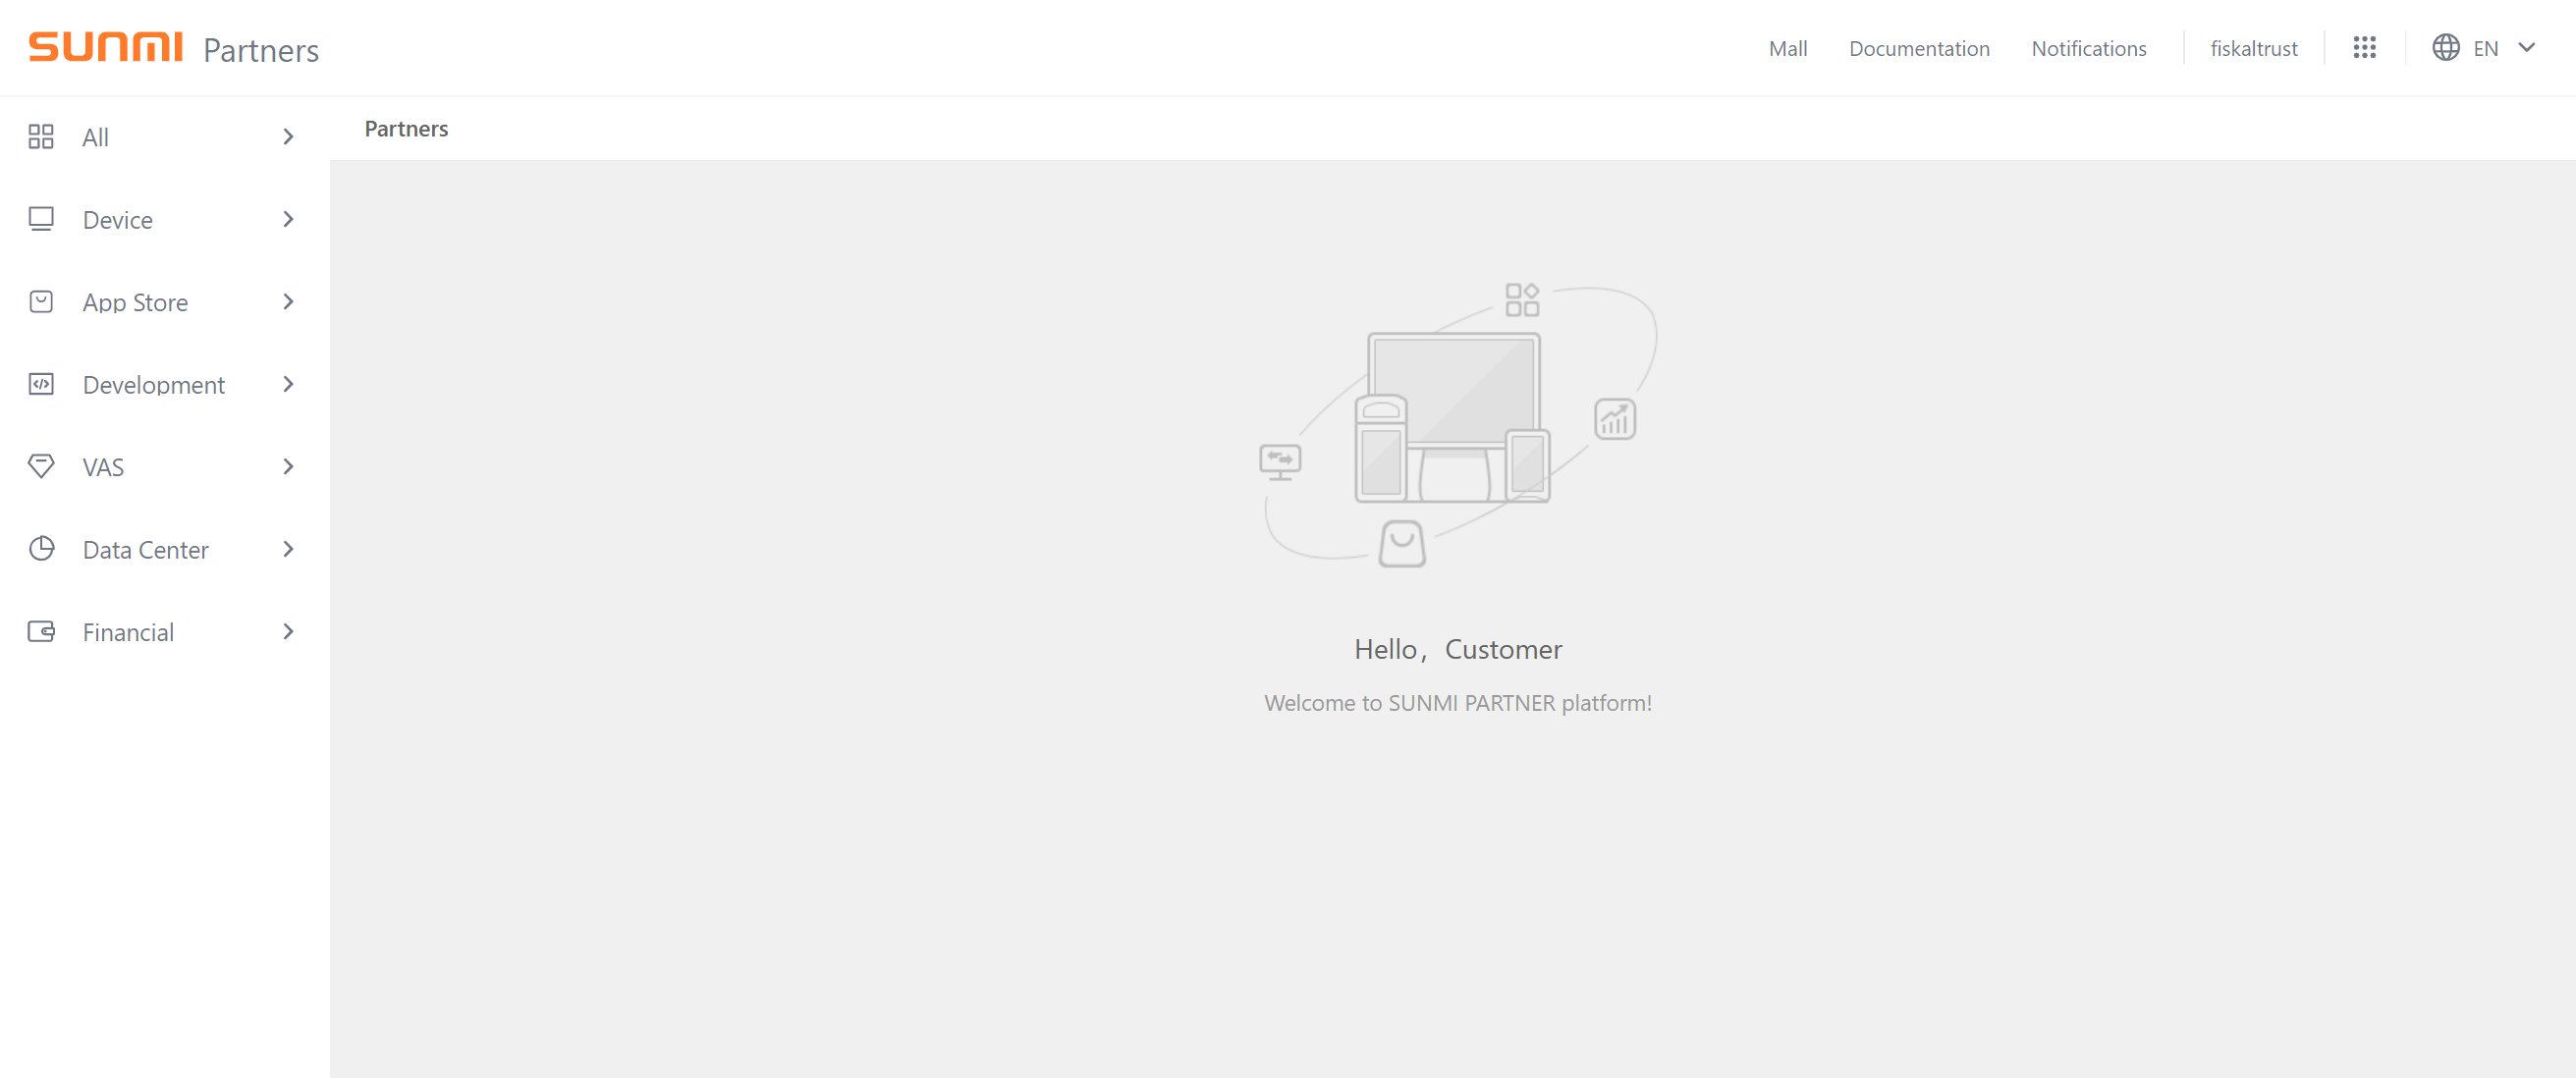 SUNMI Partners
Mall Documentation Notifications fiskaltrust EN
All
Device
App Store
Development
VAS
Data Center
Financial
Partners
Hello，Customer
Welcome to SUNMI PARTNER platform!